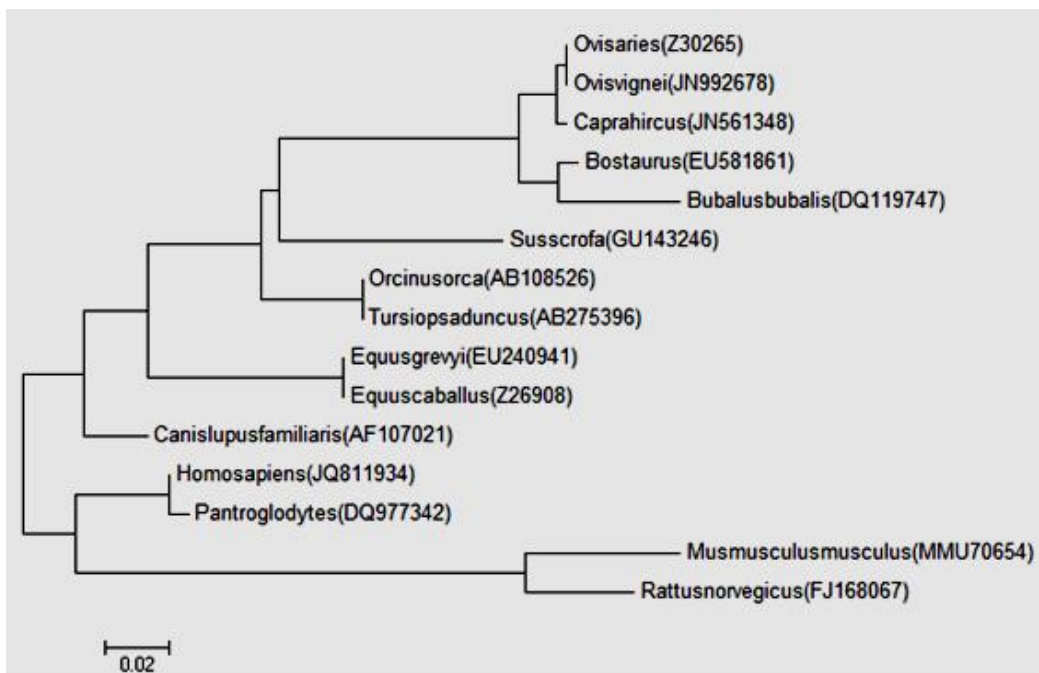 Ovisaries(Z30265)
Ovisvignei(JN992678)
Caprahircus(JN561348)
Bostaurus(EU581861)
Bubalusbubalis(DQ119747)
Susscrofa(GU143246)
Orcinusorca(AB108526)
Tursiopsaduncus(AB275396)
Equusgrevyi(EU240941)
Equuscaballus(Z26908)
Canislupusfamiliaris(AF107021)
Homosapiens(JQ811934)
Pantroglodytes(DQ977342)
Musmusculusmusculus(MMU70654)
Rattusnorvegicus(FJ168067)
0.02